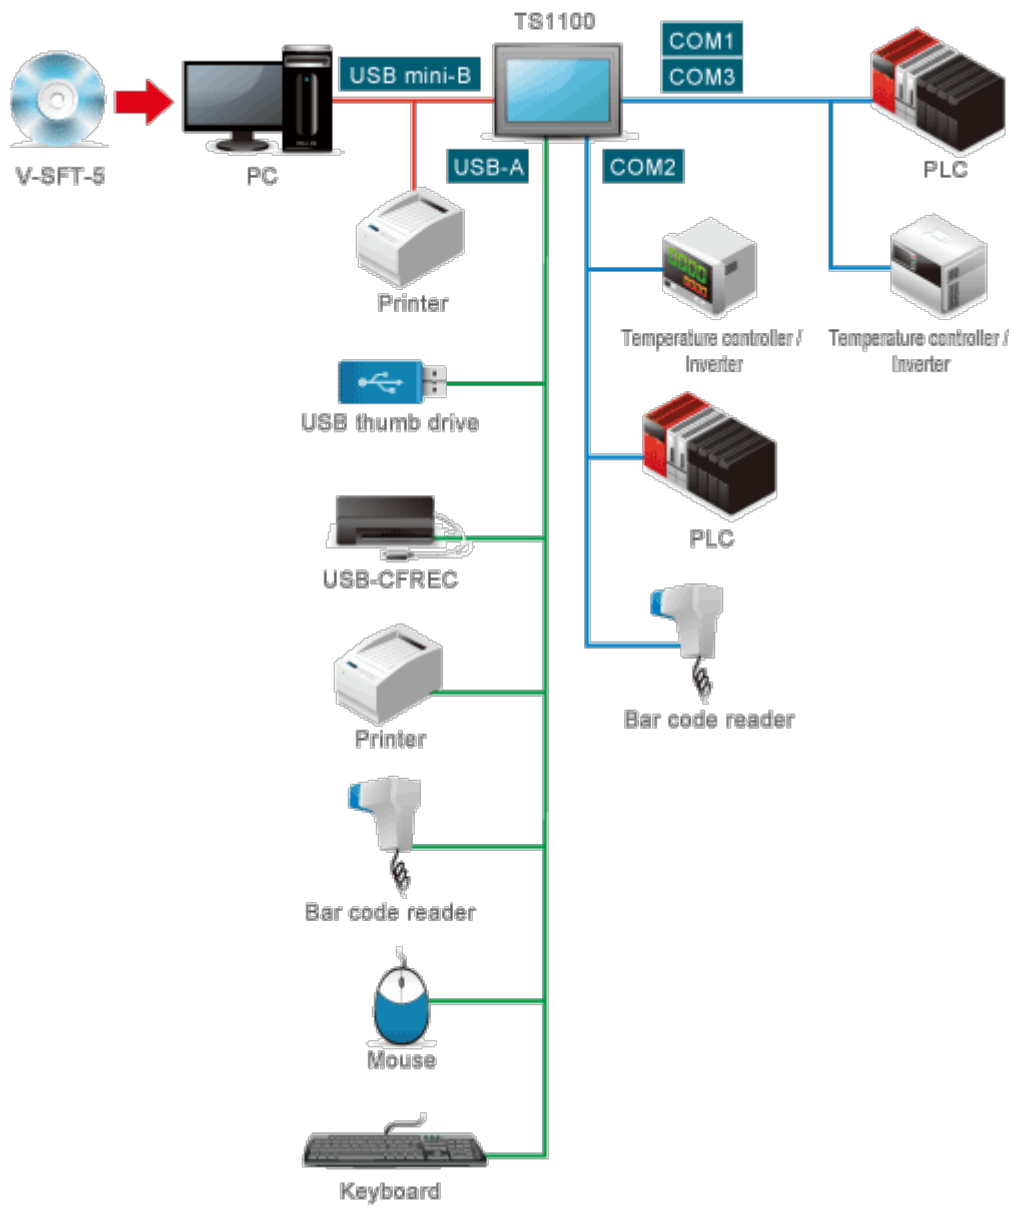 TS1100
COM1
COM3
USB mini-B
V-SFT-5
PC
USB-A
COM2
PLC
Printer
Temperature controller /
Inverter
Temperature controller /
Inverter
USB thumb drive
PLC
USB-CFREC
Bar code reader
Printer
Bar code reader
Mouse
Keyboard